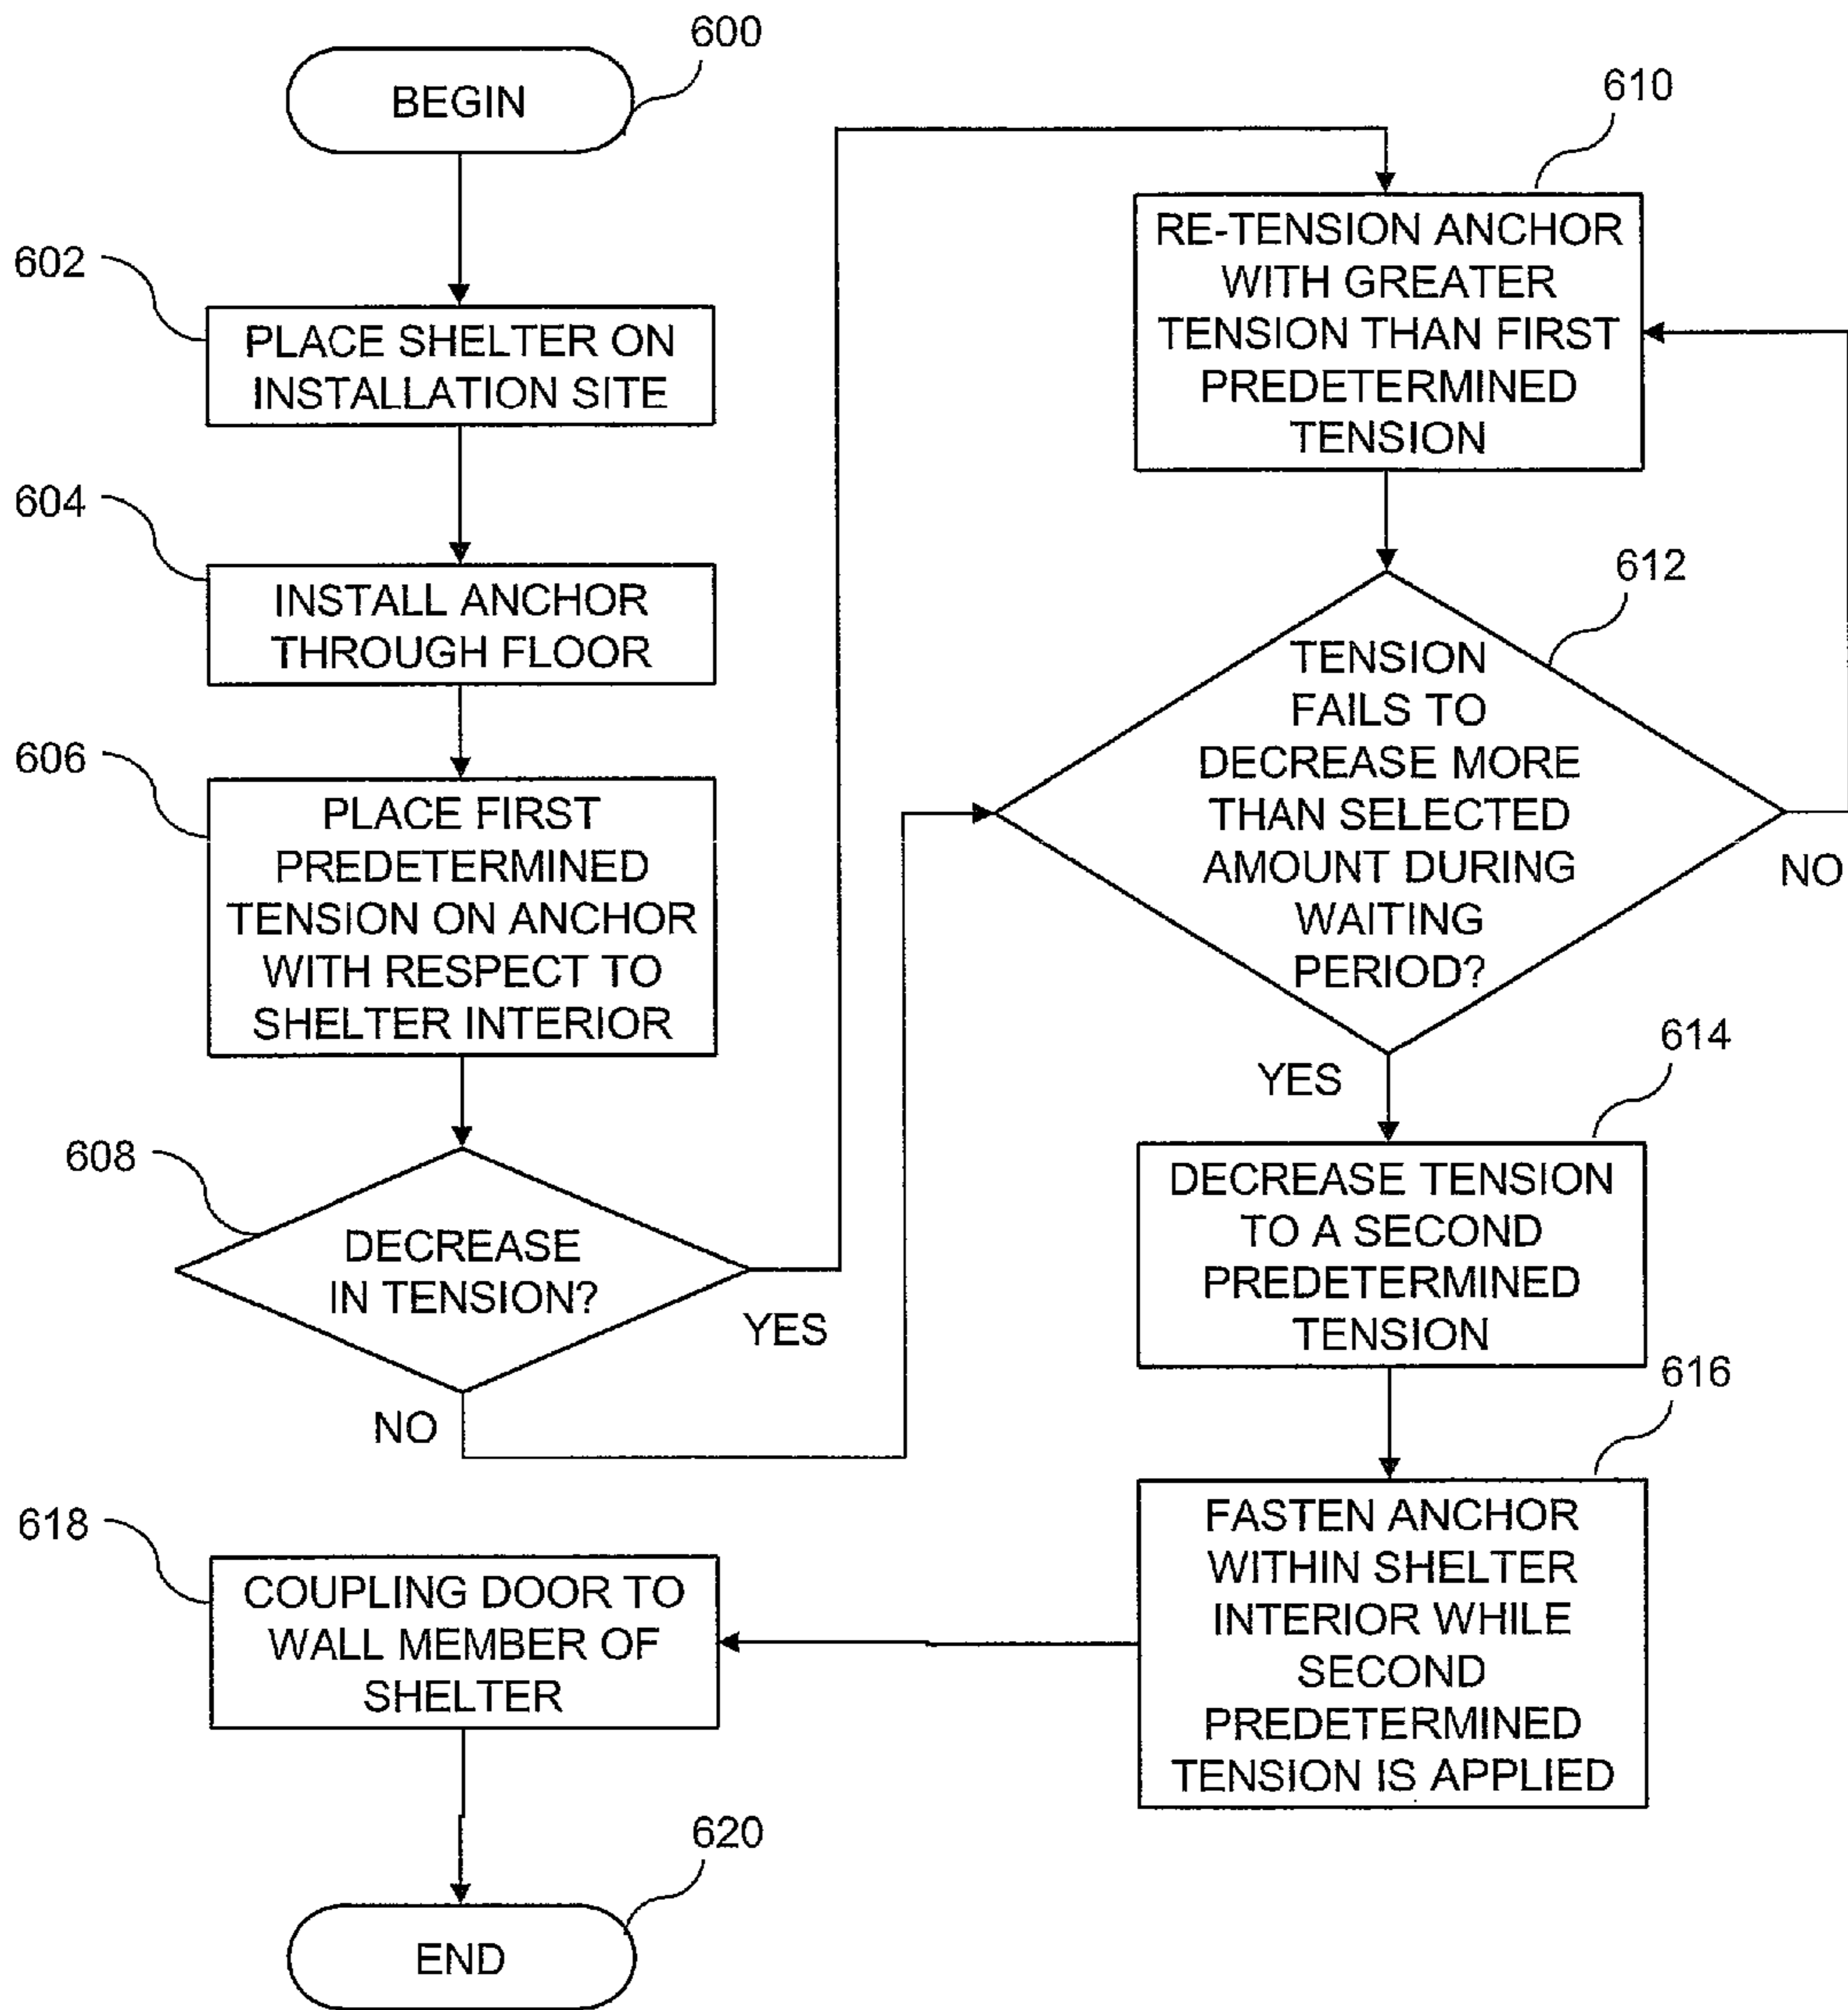 600
BEGIN
602
PLACE SHELTER ON
INSTALLATION SITE
604
INSTALL ANCHOR
THROUGH FLOOR
606
PLACE FIRST
PREDETERMINED
TENSION ON ANCHOR
WITH RESPECT TO
SHELTER INTERIOR
608
DECREASE
IN TENSION?
YES
NO
610
RE-TENSION ANCHOR
WITH GREATER
TENSION THAN FIRST
PREDETERMINED
TENSION
612
TENSION
FAILS TO
DECREASE MORE
THAN SELECTED
AMOUNT DURING
WAITING
PERIOD?
NO
YES
614
DECREASE TENSION
TO A SECOND
PREDETERMINED
TENSION
616
FASTEN ANCHOR
WITHIN SHELTER
INTERIOR WHILE
SECOND
PREDETERMINED
TENSION IS APPLIED
618
COUPLING DOOR TO
WALL MEMBER OF
SHELTER
620
END